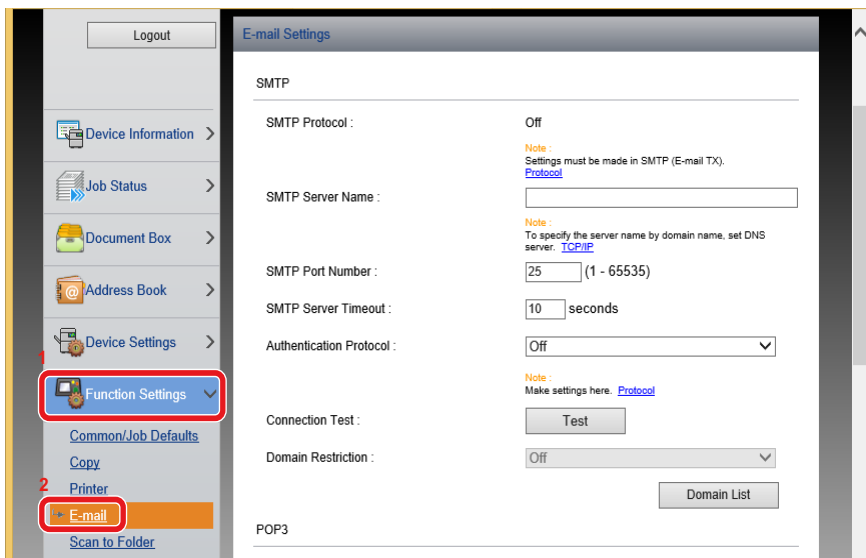 Logout
Device Information
Job Status
Document Box
Address Book
Device Settings
1
Function Settings
Common/Job Defaults
Copy
2
Printer
E-mail
Scan to Folder
E-mail Settings
SMTP
SMTP Protocol :
Off
Note :
Settings must be made in SMTP (E-mail TX).
Protocol
SMTP Server Name :
Note :
To specify the server name by domain name, set DNS
server. TCP/IP
SMTP Port Number :
25 (1 - 65535)
SMTP Server Timeout :
10 seconds
Authentication Protocol :
Off
Note :
Make settings here. Protocol
Connection Test :
Test
Domain Restriction :
Off
Domain List
POP3